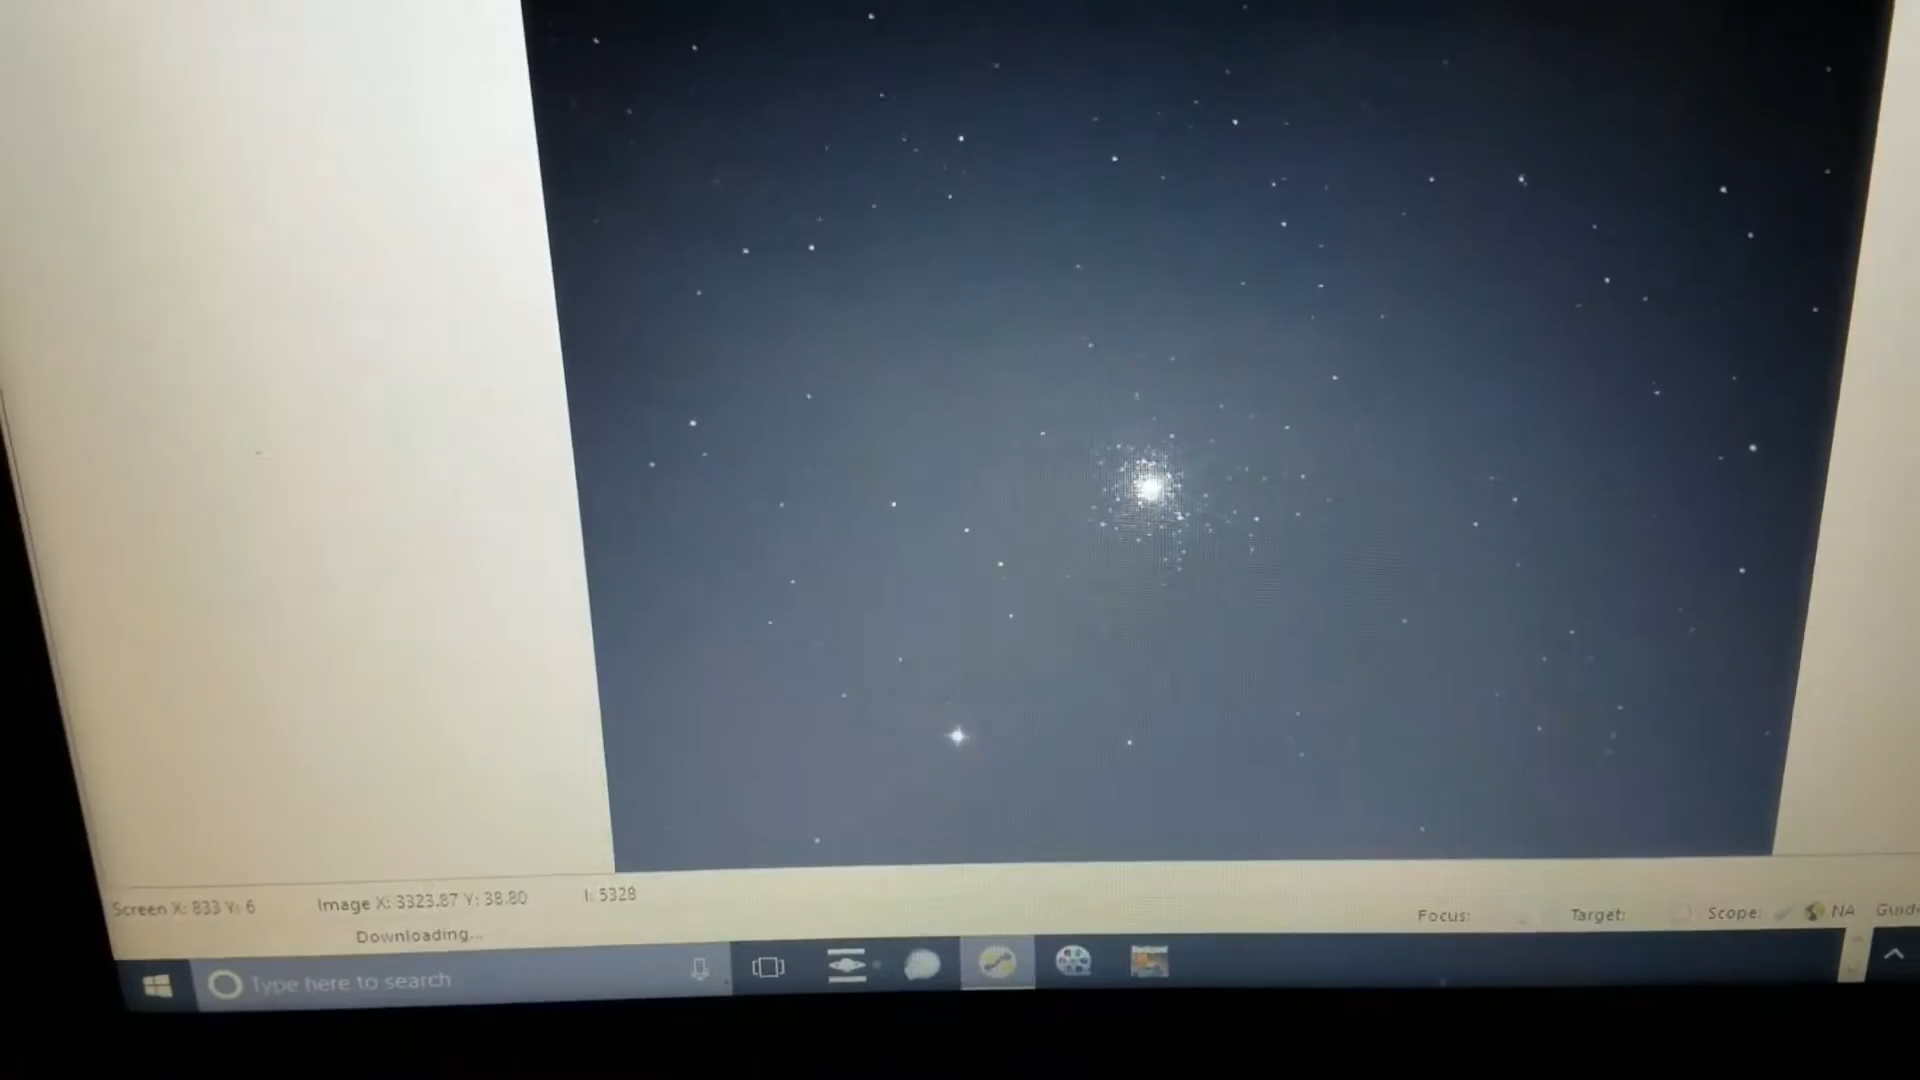 Screen X: 833 Y: 6
Image X: 3323.87 Y: 38.80
I: 5328
Downloading...
Focus:
Target:
Scope:
NA
Type here to search